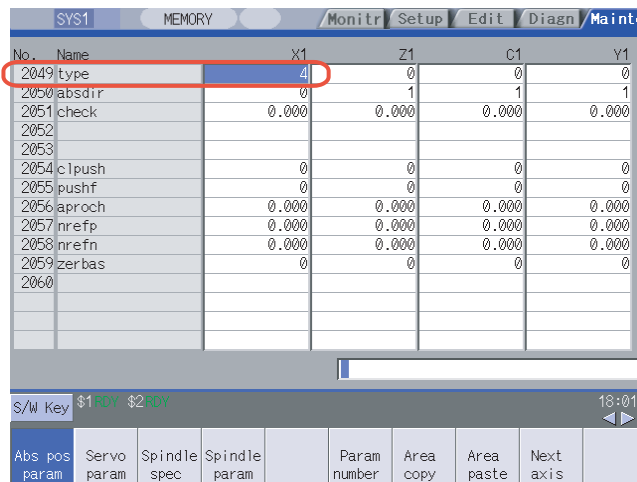 SYS1 MEMORY Monitr Setup Edit Diagn Maint
No. Name X1 Z1 C1 Y1
2049 type 4 0 0 0
2050 absdir 0 1 1 1
2051 check 0.000 0.000 0.000 0.000
2052
2053
2054 clpush 0 0 0 0
2055 pushf 0 0 0 0
2056 aproch 0.000 0.000 0.000 0.000
2057 nrefp 0.000 0.000 0.000 0.000
2058 nrefn 0.000 0.000 0.000 0.000
2059 zerbas 0 0 0 0
2060
S/W Key $1 RDY $2 RDY 18:01
Abs pos Servo Spindle Spindle Param Area Area Next
param param spec param number copy paste axis